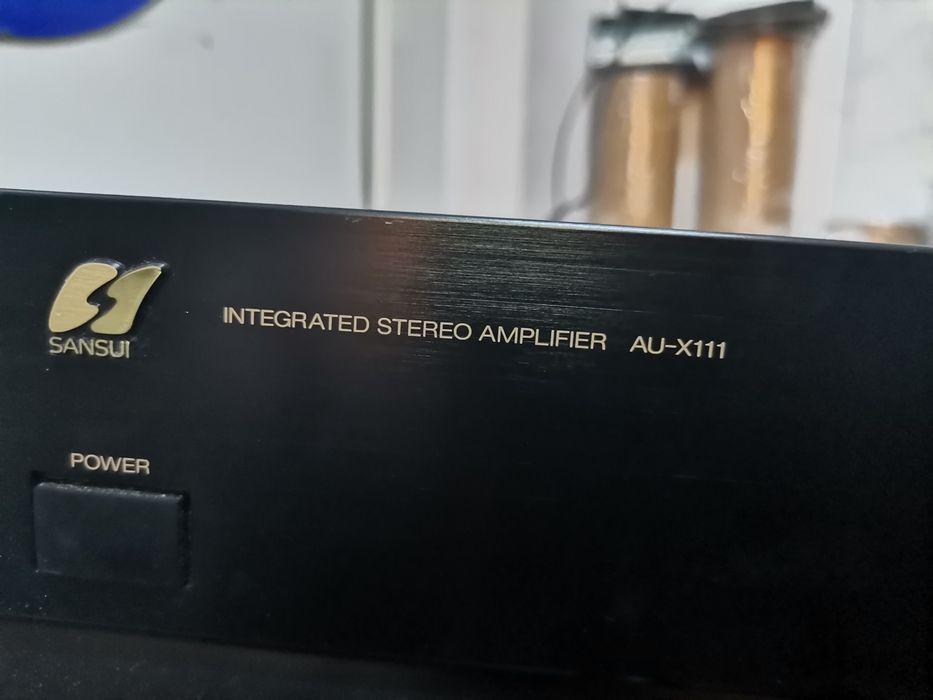 SANSUI
INTEGRATED STEREO AMPLIFIER AU-X111
POWER